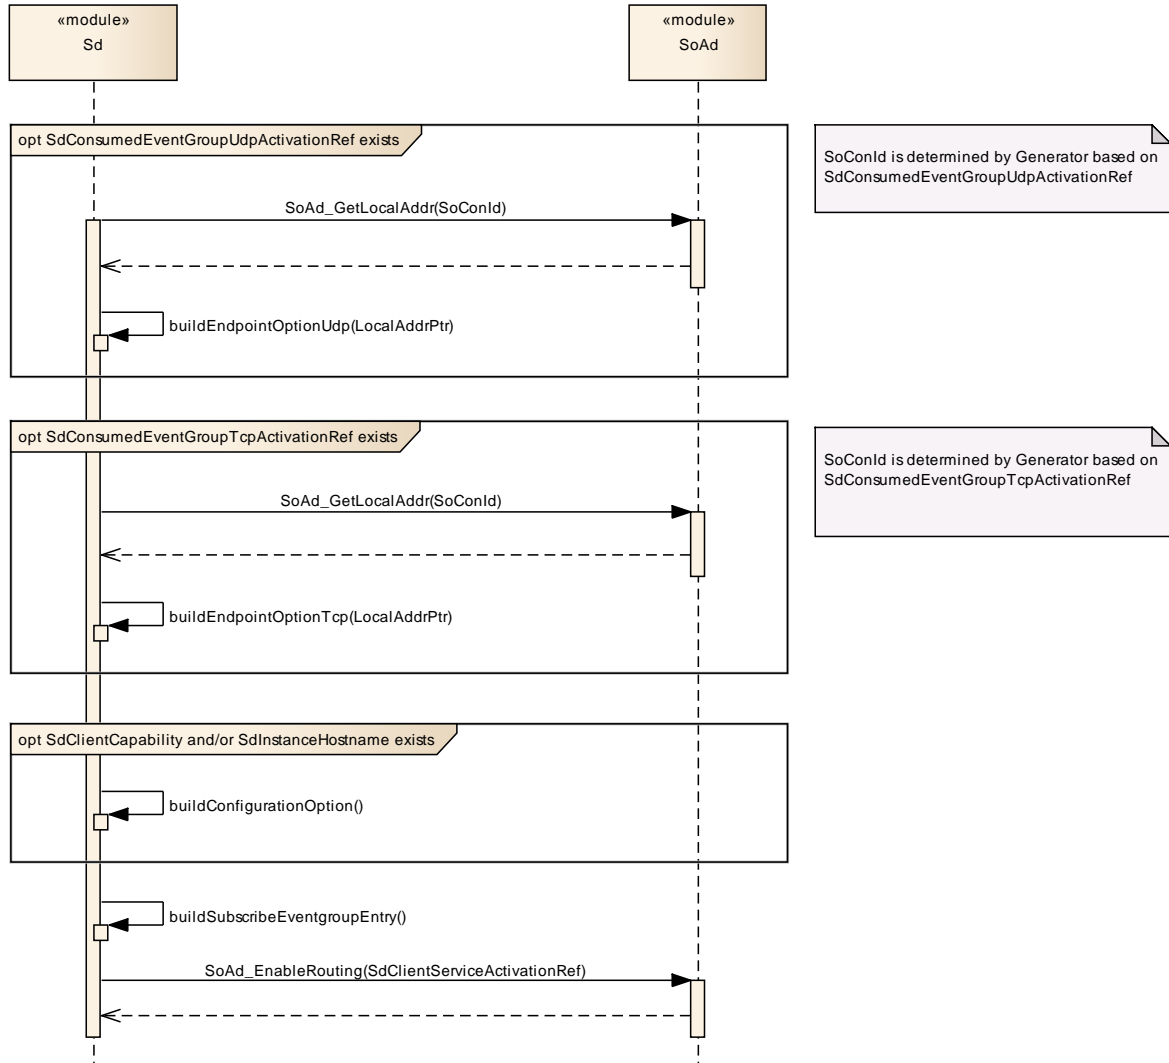 «module»
Sd
«module»
SoAd
opt SdConsumedEventGroupUdpActivationRef exists
SoConId is determined by Generator based on
SdConsumedEventGroupUdpActivationRef
SoAd_GetLocalAddr(SoConId)
buildEndpointOptionUdp(LocalAddrPtr)
opt SdConsumedEventGroupTcpActivationRef exists
SoConId is determined by Generator based on
SdConsumedEventGroupTcpActivationRef
SoAd_GetLocalAddr(SoConId)
buildEndpointOptionTcp(LocalAddrPtr)
opt SdClientCapability and/or SdInstanceHostname exists
buildConfigurationOption()
buildSubscribeEventgroupEntry()
SoAd_EnableRouting(SdClientServiceActivationRef)